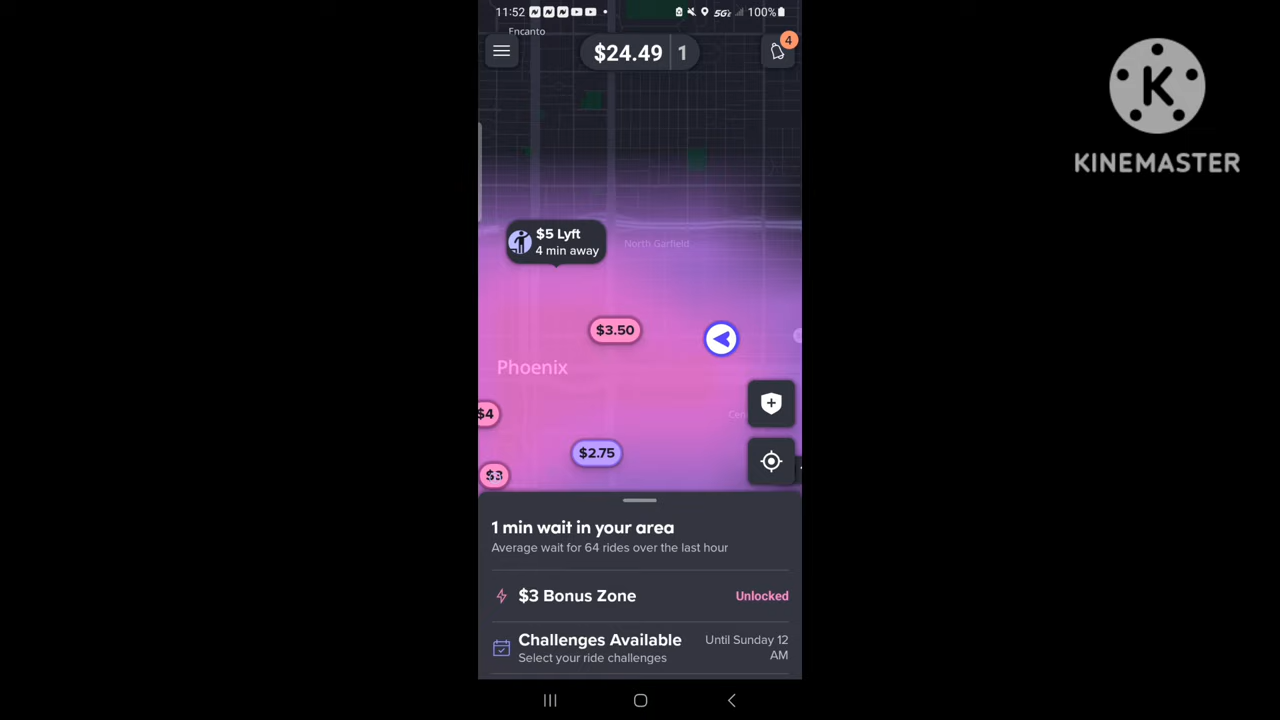 11:52
5G
100%
Encanto
$24.49 1
4
$5 Lyft
4 min away
North Garfield
$3.50
Phoenix
$4
$2.75
$3
1 min wait in your area
Average wait for 64 rides over the last hour
$3 Bonus Zone
Unlocked
Challenges Available
Select your ride challenges
Until Sunday 12
AM
K
KINEMASTER